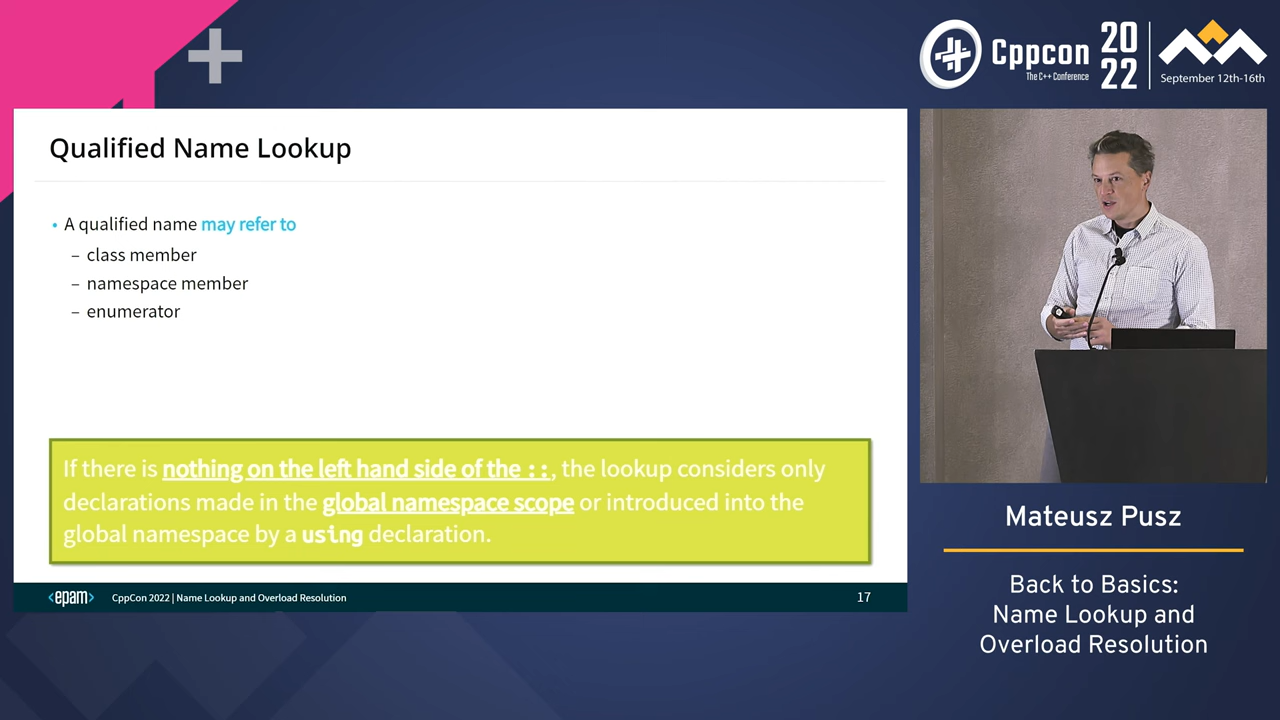 Cppcon
The C++ Conference
20
22
September 12th-16th
Qualified Name Lookup
• A qualified name may refer to
– class member
– namespace member
– enumerator
If there is nothing on the left hand side of the ::, the lookup considers only
declarations made in the global namespace scope or introduced into the
global namespace by a using declaration.
<epam> CppCon 2022 | Name Lookup and Overload Resolution 17
Mateusz Pusz
Back to Basics:
Name Lookup and
Overload Resolution